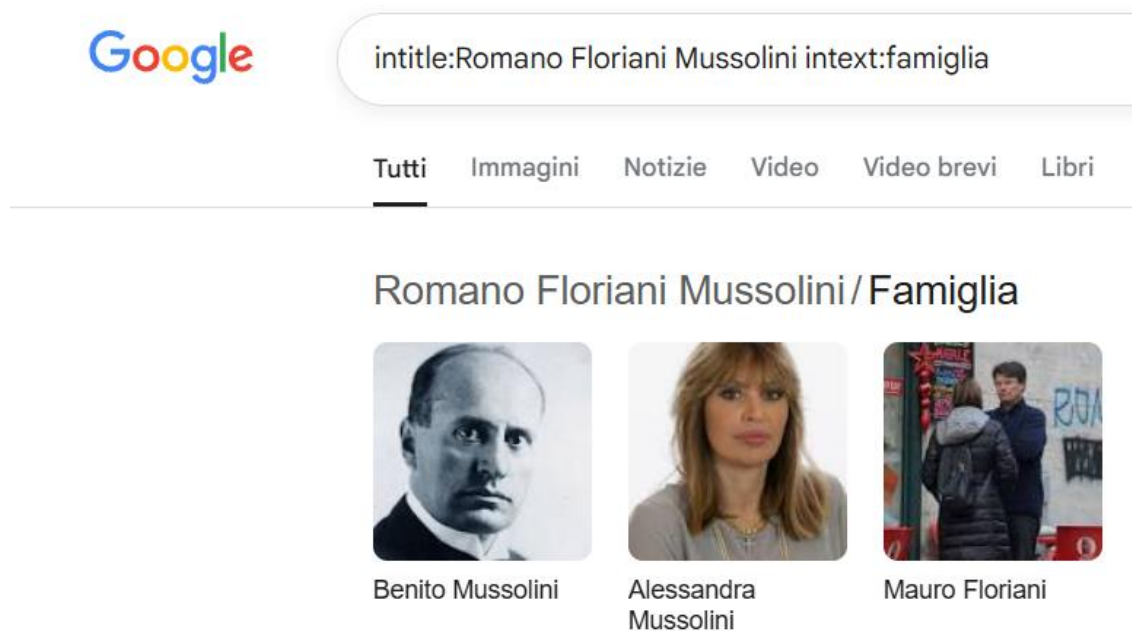 Google
intitle:Romano Floriani Mussolini intext:famiglia
Tutti Immagini Notizie Video Video brevi Libri
Romano Floriani Mussolini/Famiglia
Benito Mussolini
Alessandra
Mussolini
Mauro Floriani